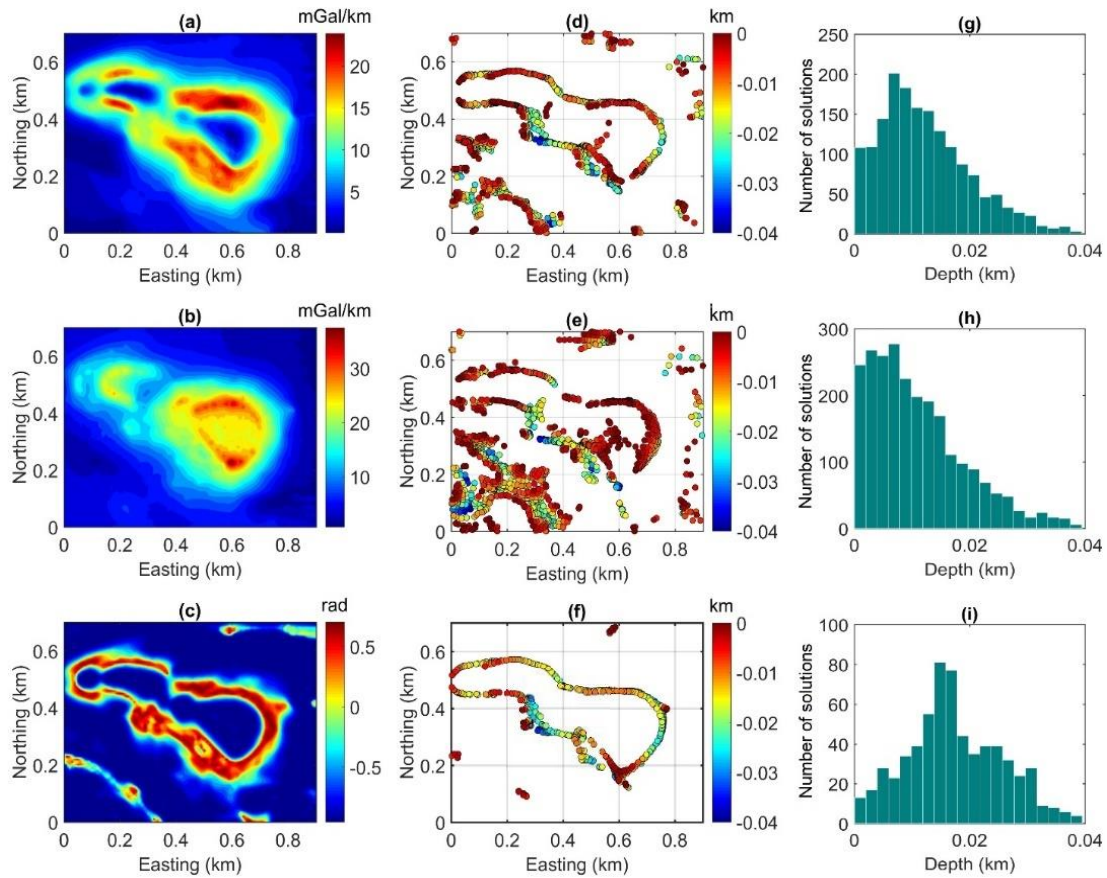 (a)
mGal/km
Northing (km)
0.6
0.4
0.2
0
0 0.2 0.4 0.6 0.8
Easting (km)
20
15
10
5
(d)
km
Northing (km)
0.6
0.4
0.2
0
0 0.2 0.4 0.6 0.8
Easting (km)
0
-0.01
-0.02
-0.03
-0.04
(g)
Number of solutions
250
200
150
100
50
0
0 0.02 0.04
Depth (km)
(b)
mGal/km
Northing (km)
0.6
0.4
0.2
0
0 0.2 0.4 0.6 0.8
Easting (km)
30
20
10
(e)
km
Northing (km)
0.6
0.4
0.2
0
0 0.2 0.4 0.6 0.8
Easting (km)
0
-0.01
-0.02
-0.03
-0.04
(h)
Number of solutions
300
200
100
0
0 0.02 0.04
Depth (km)
(c)
rad
Northing (km)
0.6
0.4
0.2
0
0 0.2 0.4 0.6 0.8
Easting (km)
0.5
0
-0.5
(f)
km
Northing (km)
0.6
0.4
0.2
0
0 0.2 0.4 0.6 0.8
Easting (km)
0
-0.01
-0.02
-0.03
-0.04
(i)
Number of solutions
100
80
60
40
20
0
0 0.02 0.04
Depth (km)